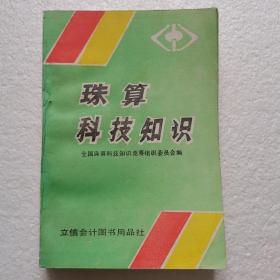 珠算
科技知识
全国珠算科技知识竞赛组织委员会编
立信会计图书用品社